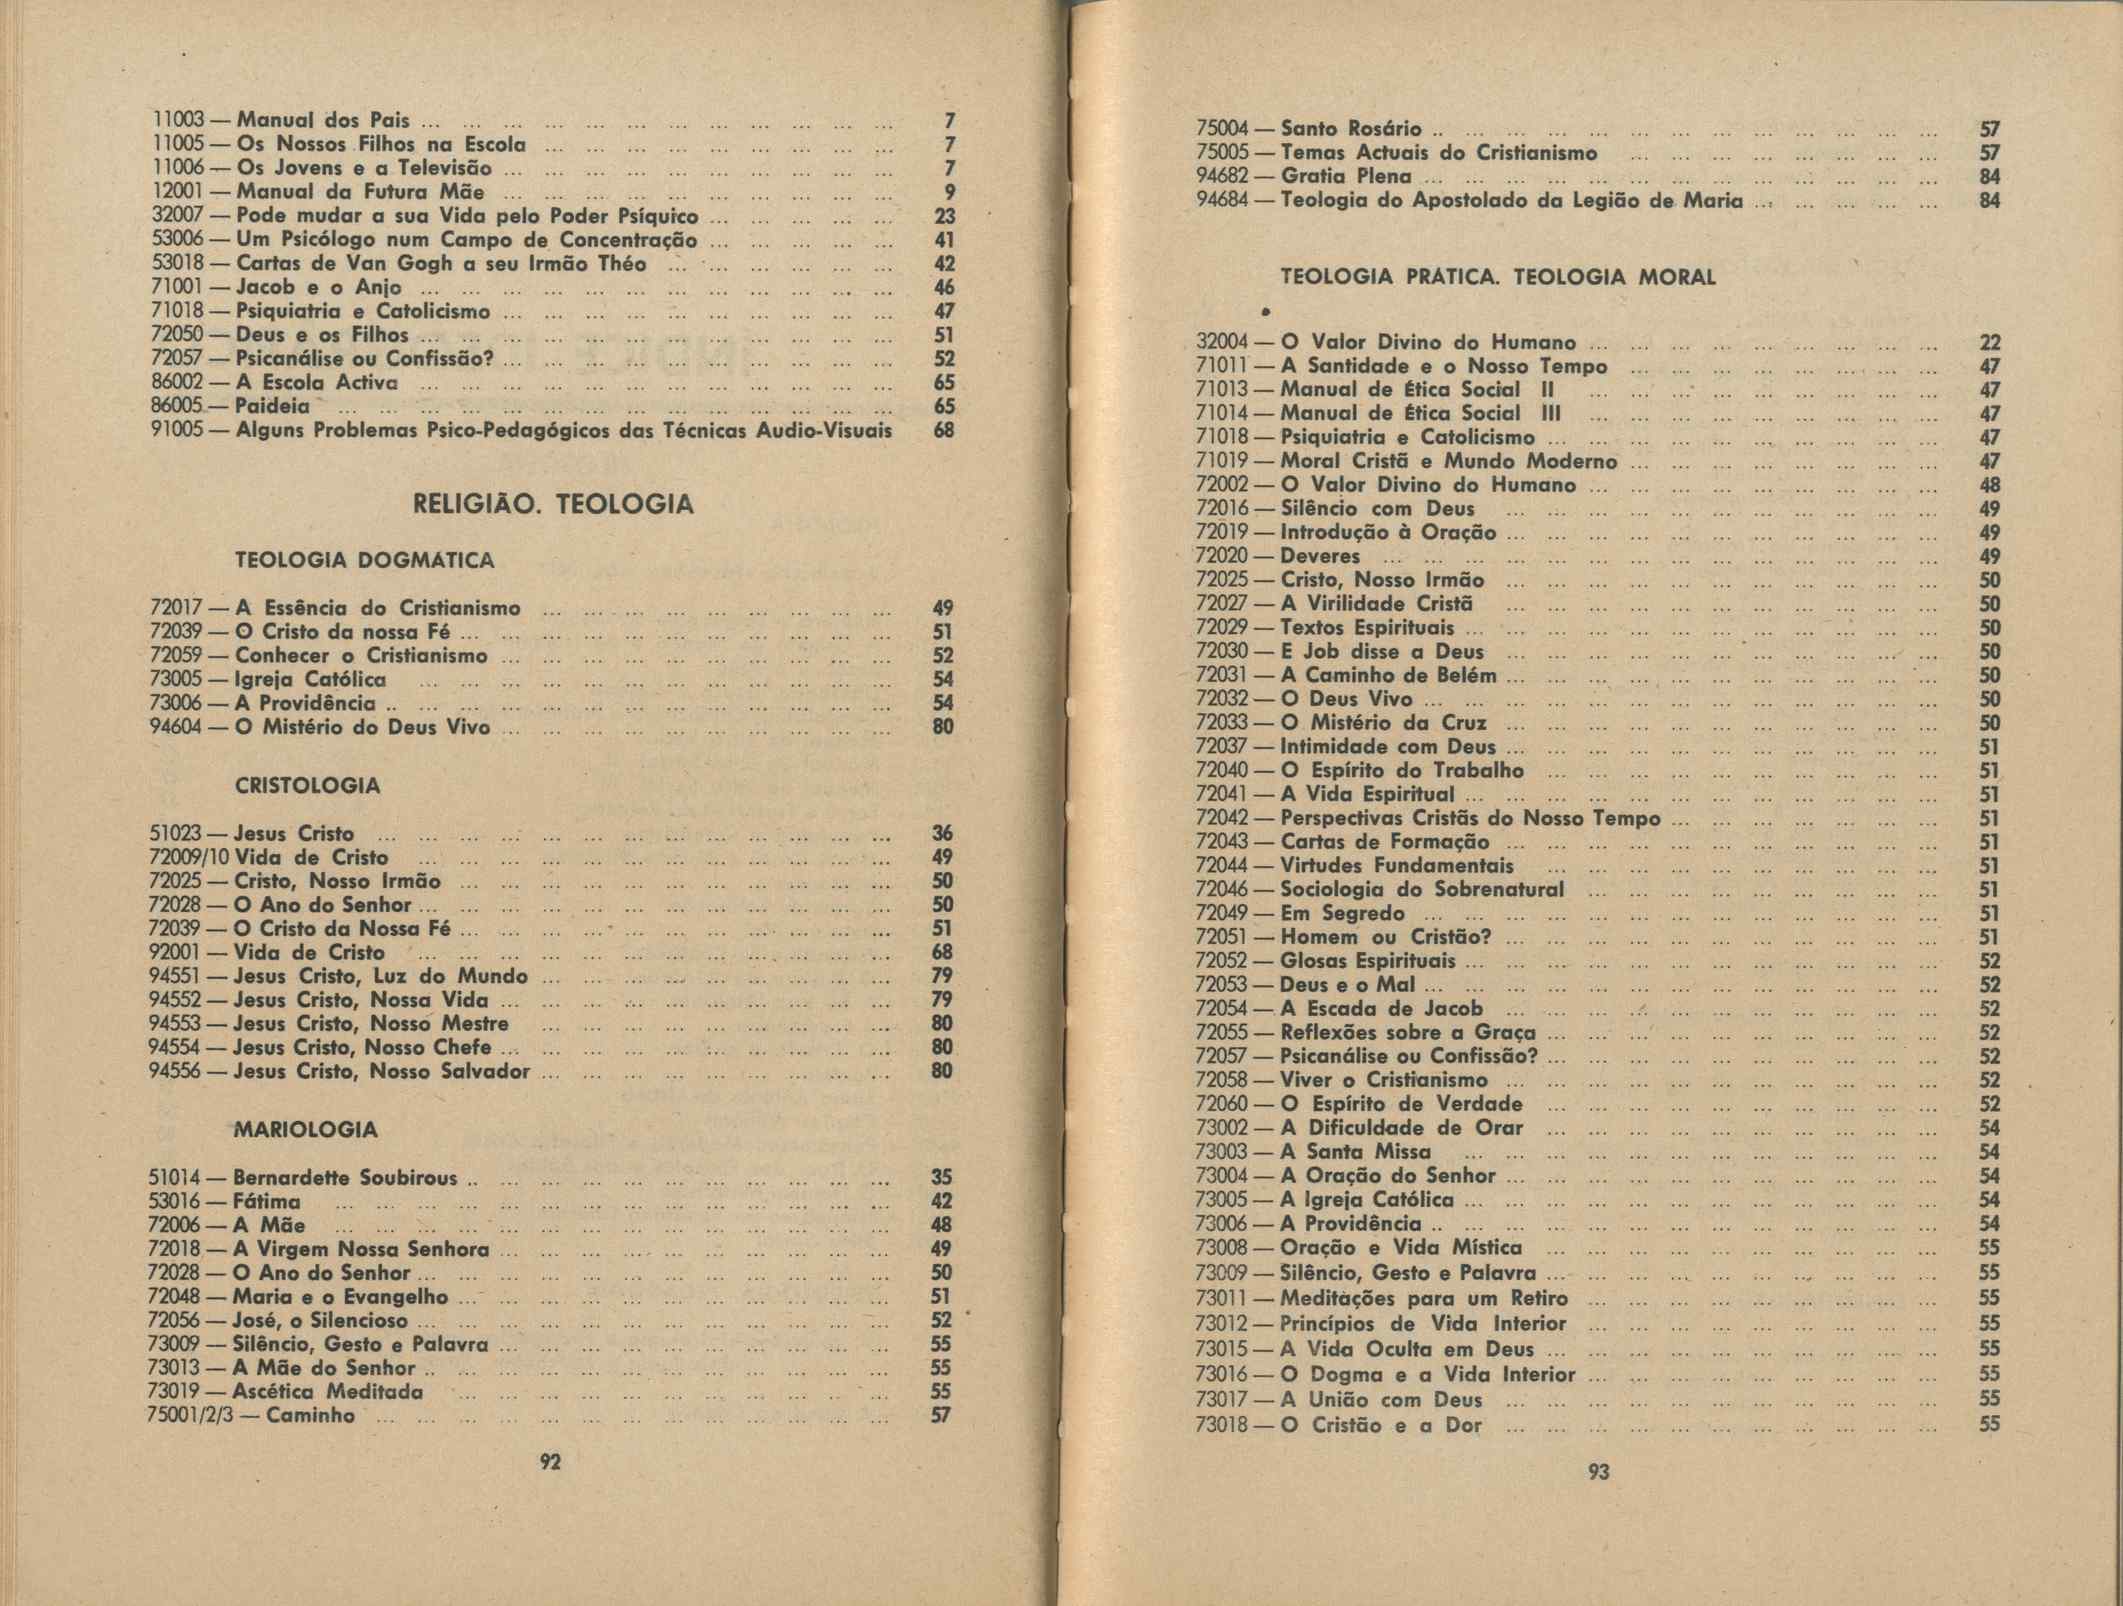 11003 — Manual dos Pais ... 7
11005 — Os Nossos Filhos na Escola ... 7
11006 — Os Jovens e a Televisão ... 7
12001 — Manual da Futura Mãe ... 9
32007 — Pode mudar a sua Vida pelo Poder Psíquico ... 23
53006 — Um Psicólogo num Campo de Concentração ... 41
53018 — Cartas de Van Gogh a seu Irmão Théo ... 42
71001 — Jacob e o Anjo ... 46
71018 — Psiquiatria e Catolicismo ... 47
72050 — Deus e os Filhos ... 51
72057 — Psicanálise ou Confissão? ... 52
86002 — A Escola Activa ... 65
86005 — Paideia ... 65
91005 — Alguns Problemas Psico-Pedagógicos das Técnicas Audio-Visuais 68
RELIGIÃO. TEOLOGIA
TEOLOGIA DOGMÁTICA
72017 — A Essência do Cristianismo ... 49
72039 — O Cristo da nossa Fé ... 51
72059 — Conhecer o Cristianismo ... 52
73005 — Igreja Católica ... 54
73006 — A Providência ... 54
94604 — O Mistério do Deus Vivo ... 80
CRISTOLOGIA
51023 — Jesus Cristo ... 36
72009/10 Vida de Cristo ... 49
72025 — Cristo, Nosso Irmão ... 50
72028 — O Ano do Senhor ... 50
72039 — O Cristo da Nossa Fé ... 51
92001 — Vida de Cristo ... 68
94551 — Jesus Cristo, Luz do Mundo ... 79
94552 — Jesus Cristo, Nossa Vida ... 79
94553 — Jesus Cristo, Nosso Mestre ... 80
94554 — Jesus Cristo, Nosso Chefe ... 80
94556 — Jesus Cristo, Nosso Salvador ... 80
MARIOLOGIA
51014 — Bernardette Soubirous ... 35
53016 — Fátima ... 42
72006 — A Mãe ... 48
72018 — A Virgem Nossa Senhora ... 49
72028 — O Ano do Senhor ... 50
72048 — Maria e o Evangelho ... 51
72056 — José, o Silencioso ... 52
73009 — Silêncio, Gesto e Palavra ... 55
73013 — A Mãe do Senhor ... 55
73019 — Ascética Meditada ... 55
75001/2/3 — Caminho ... 57
92
75004 — Santo Rosário ... 57
75005 — Temas Actuais do Cristianismo ... 57
94682 — Gratia Plena ... 84
94684 — Teologia do Apostolado da Legião de Maria ... 84
TEOLOGIA PRÁTICA. TEOLOGIA MORAL
32004 — O Valor Divino do Humano ... 22
71011 — A Santidade e o Nosso Tempo ... 47
71013 — Manual de Ética Social II ... 47
71014 — Manual de Ética Social III ... 47
71018 — Psiquiatria e Catolicismo ... 47
71019 — Moral Cristã e Mundo Moderno ... 47
72002 — O Valor Divino do Humano ... 48
72016 — Silêncio com Deus ... 49
72019 — Introdução à Oração ... 49
72020 — Deveres ... 49
72025 — Cristo, Nosso Irmão ... 50
72027 — A Virilidade Cristã ... 50
72029 — Textos Espirituais ... 50
72030 — E Job disse a Deus ... 50
72031 — A Caminho de Belém ... 50
72032 — O Deus Vivo ... 50
72033 — O Mistério da Cruz ... 50
72037 — Intimidade com Deus ... 51
72040 — O Espírito do Trabalho ... 51
72041 — A Vida Espiritual ... 51
72042 — Perspectivas Cristãs do Nosso Tempo ... 51
72043 — Cartas de Formação ... 51
72044 — Virtudes Fundamentais ... 51
72046 — Sociologia do Sobrenatural ... 51
72049 — Em Segredo ... 51
72051 — Homem ou Cristão? ... 51
72052 — Glosas Espirituais ... 52
72053 — Deus e o Mal ... 52
72054 — A Escada de Jacob ... 52
72055 — Reflexões sobre a Graça ... 52
72057 — Psicanálise ou Confissão? ... 52
72058 — Viver o Cristianismo ... 52
72060 — O Espírito de Verdade ... 52
73002 — A Dificuldade de Orar ... 54
73003 — A Santa Missa ... 54
73004 — A Oração do Senhor ... 54
73005 — A Igreja Católica ... 54
73006 — A Providência ... 54
73008 — Oração e Vida Mística ... 55
73009 — Silêncio, Gesto e Palavra ... 55
73011 — Meditações para um Retiro ... 55
73012 — Princípios de Vida Interior ... 55
73015 — A Vida Oculta em Deus ... 55
73016 — O Dogma e a Vida Interior ... 55
73017 — A União com Deus ... 55
73018 — O Cristão e a Dor ... 55
93